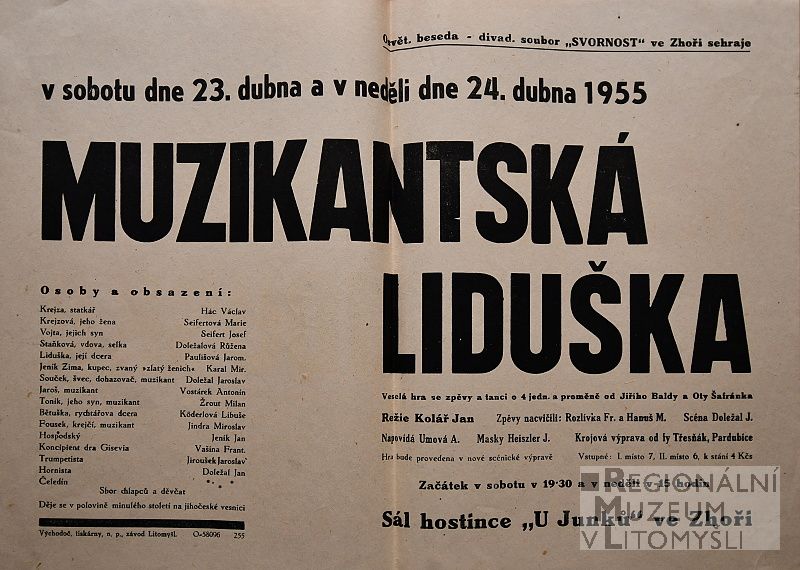 Osvět. beseda - divad. soubor „SVORNOST" ve Zhoři sehraje
v sobotu dne 23. dubna a v neděli dne 24. dubna 1955
MUZIKANTSKÁ
LIDUŠKA
Osoby a obsazení:
Krejza, statkář Hác Václav
Krejzová, jeho žena Seifertová Marie
Vojta, jejich syn Seifert Josef
Staňková, vdova, selka Doležalová Růžena
Liduška, její dcera Paulišová Jarom.
Jeník Zima, kupec, zvaný »zlatý ženich« Karal Mir.
Souček, švec, dohazovač, muzikant Doležal Jaroslav
Jaroš, muzikant Vostárek Antonín
Toník, jeho syn, muzikant Žrout Milan
Bětuška, rychtářova dcera Köderlová Libuše
Fousek, krejčí, muzikant Jindra Miroslav
Hospodský Jeník Jan
Koncipient dra Gisevia Vašina Frant.
Trumpetista Jiroušek Jaroslav
Hornista Doležal Jan
Čeledín * * *
Sbor chlapců a děvčat
Děje se v polovině minulého století na jihočeské vesnici
Východoč. tiskárny, n. p., závod Litomyšl. O-58096 255
Veselá hra se zpěvy a tanci o 4 jedn. a proměně od Jiřího Baldy a Oty Šafránka
Režie Kolář Jan Zpěvy nacvičili: Rozlívka Fr. a Hanuš M. Scéna Doležal J.
Napovídá Umová A. Masky Heiszler J. Krojová výprava od fy Třesňák, Pardubice
Hra bude provedena v nové scénické výpravě Vstupné: I. místo 7, II. místo 6, k stání 4 Kčs
Začátek v sobotu v 19·30 a v neděli v 15 hodin
Sál hostince „U Junků" ve Zhoři
REGIONÁLNÍ
MUZEUM
V LITOMYŠLI